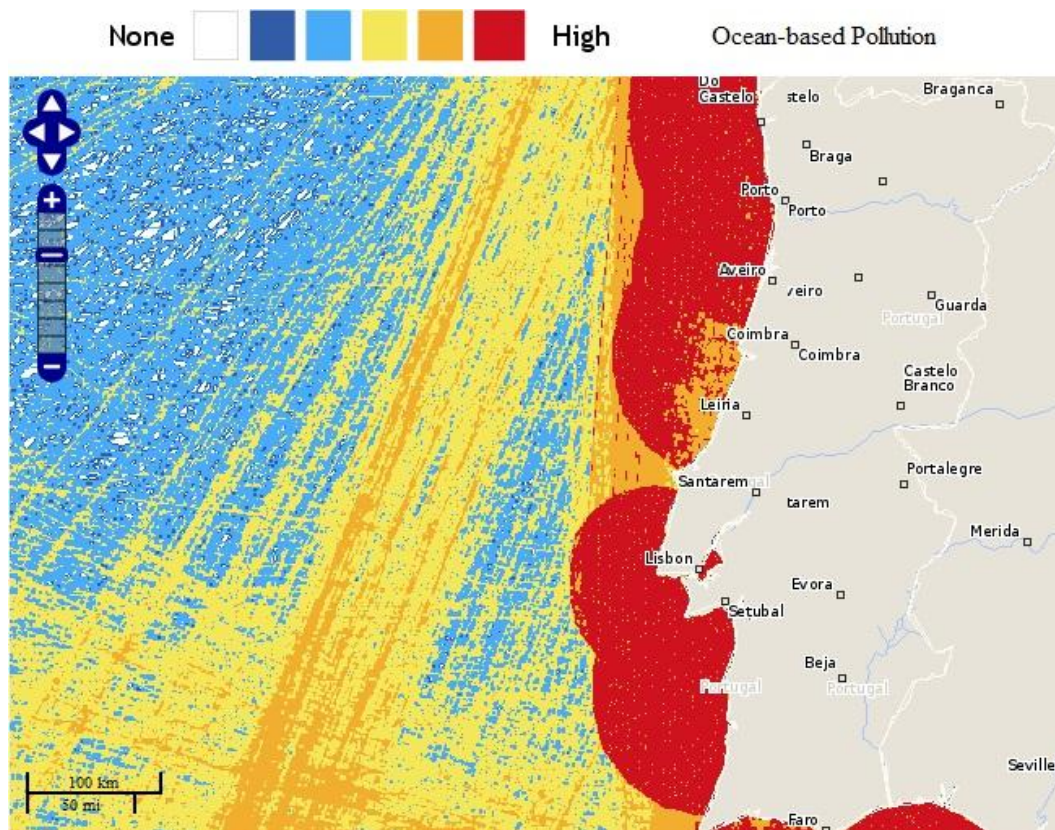 None
High
Ocean-based Pollution
Do
Castelo
stelo
Braganca
Braga
Porto
Porto
Aveiro
veiro
Guarda
Portugal
Coimbra
Coimbra
Castelo
Branco
Leiria
Portalegre
Santarem
gal
tarem
Merida
Lisbon
Evora
Setubal
Beja
Portugal
Portugal
Seville
100 km
50 mi
Faro
+
−